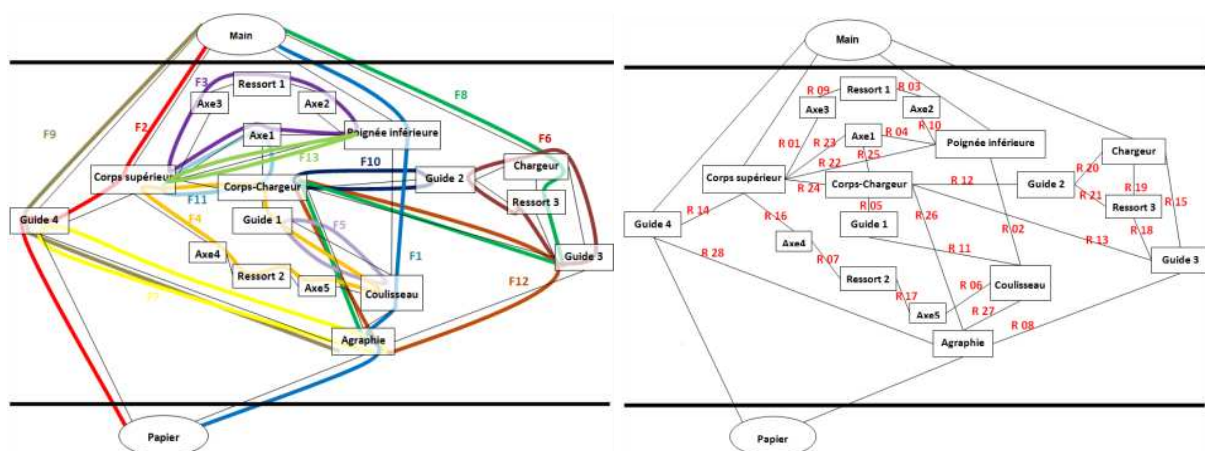 Main
F3
Ressort 1
F8
Axe3
Axe2
F9
F2
Axe1
Poignée inférieure
F6
F13
F10
Chargeur
Corps supérieur
Corps-Chargeur
Guide 2
F11
Ressort 3
Guide 4
Guide 1
F4
F5
Axe4
F1
Guide 3
Ressort 2
Axe5
F12
Coulisseau
Agraphie
Papier
Main
R 09
Ressort 1
R 03
Axe3
Axe2
R 01
R 23
Axe1
R 04
R 10
Poignée inférieure
R 25
R 22
Chargeur
Corps supérieur
R 24
Corps-Chargeur
R 12
Guide 2
R 20
R 19
R 21
R 15
Guide 4
R 14
R 16
R 05
R 26
Ressort 3
Guide 1
R 02
R 18
Axe4
R 11
R 13
Guide 3
R 28
R 07
Ressort 2
R 17
R 06
Coulisseau
Axe5
R 27
R 08
Agraphie
Papier